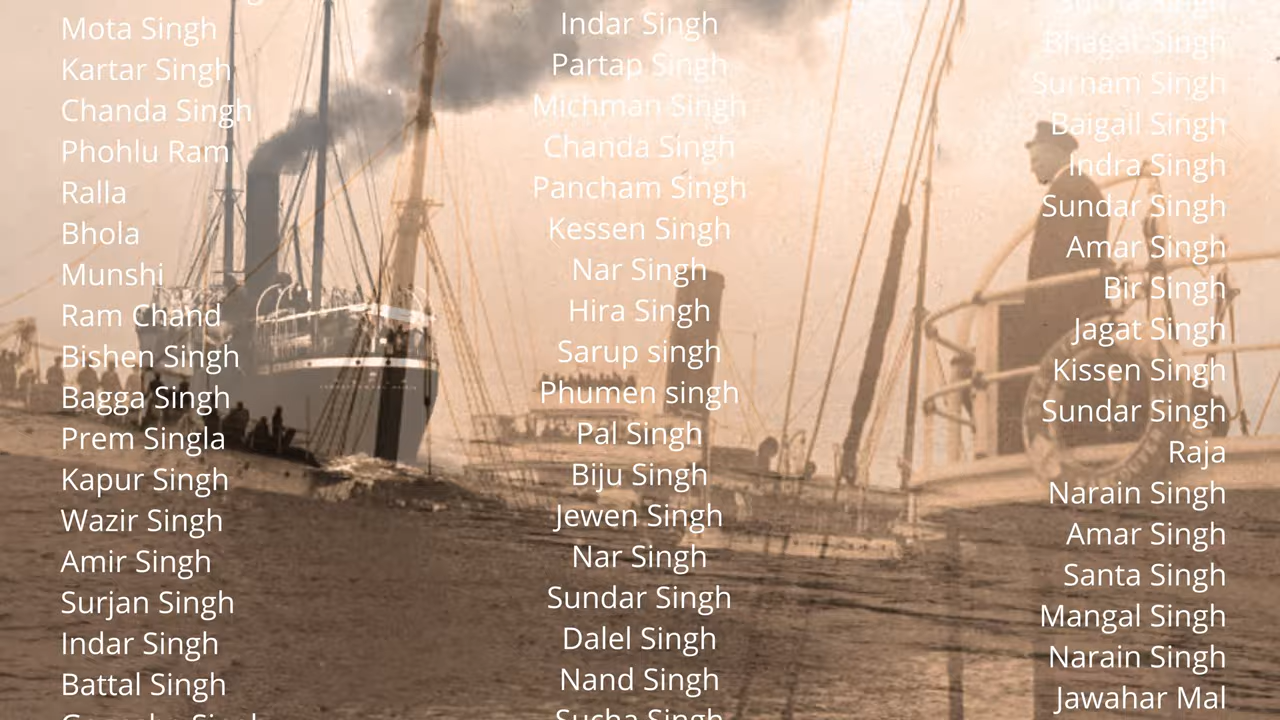 Mota Singh
Kartar Singh
Chanda Singh
Phohlu Ram
Ralla
Bhola
Munshi
Ram Chand
Bishen Singh
Bagga Singh
Prem Singla
Kapur Singh
Wazir Singh
Amir Singh
Surjan Singh
Indar Singh
Battal Singh
Indar Singh
Partap Singh
Michman Singh
Chanda Singh
Pancham Singh
Kessen Singh
Nar Singh
Hira Singh
Sarup singh
Phumen singh
Pal Singh
Biju Singh
Jewen Singh
Nar Singh
Sundar Singh
Dalel Singh
Nand Singh
Sucha Singh
Sucha Singh
Bhagat Singh
Surnam Singh
Baigail Singh
Indra Singh
Sundar Singh
Amar Singh
Bir Singh
Jagat Singh
Kissen Singh
Sundar Singh
Raja
Narain Singh
Amar Singh
Santa Singh
Mangal Singh
Narain Singh
Jawahar Mal